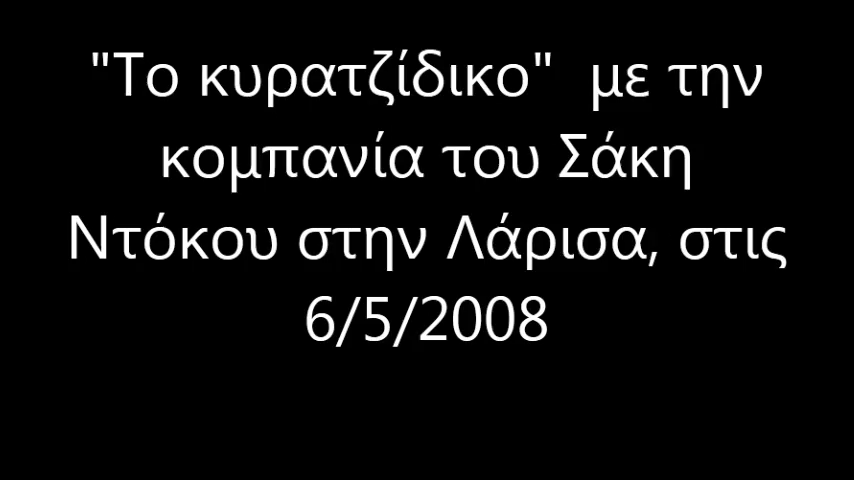 "Το κυρατζίδικο"  με την
κομπανία του Σάκη
Ντόκου στην Λάρισα, στις
6/5/2008